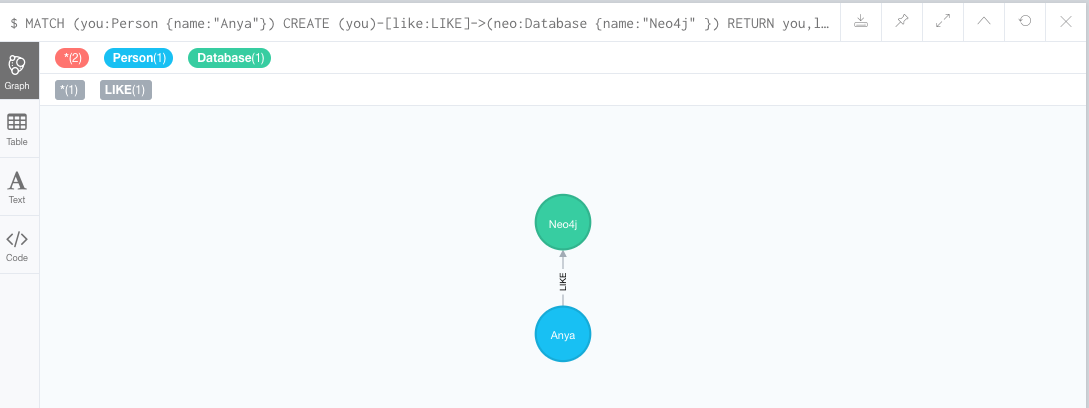 $ MATCH (you:Person {name:"Anya"}) CREATE (you)-[like:LIKE]->(neo:Database {name:"Neo4j" }) RETURN you,l…
*(2) Person(1) Database(1)
*(1) LIKE(1)
Graph
Table
A
Text
</>
Code
Neo4j
LIKE
Anya